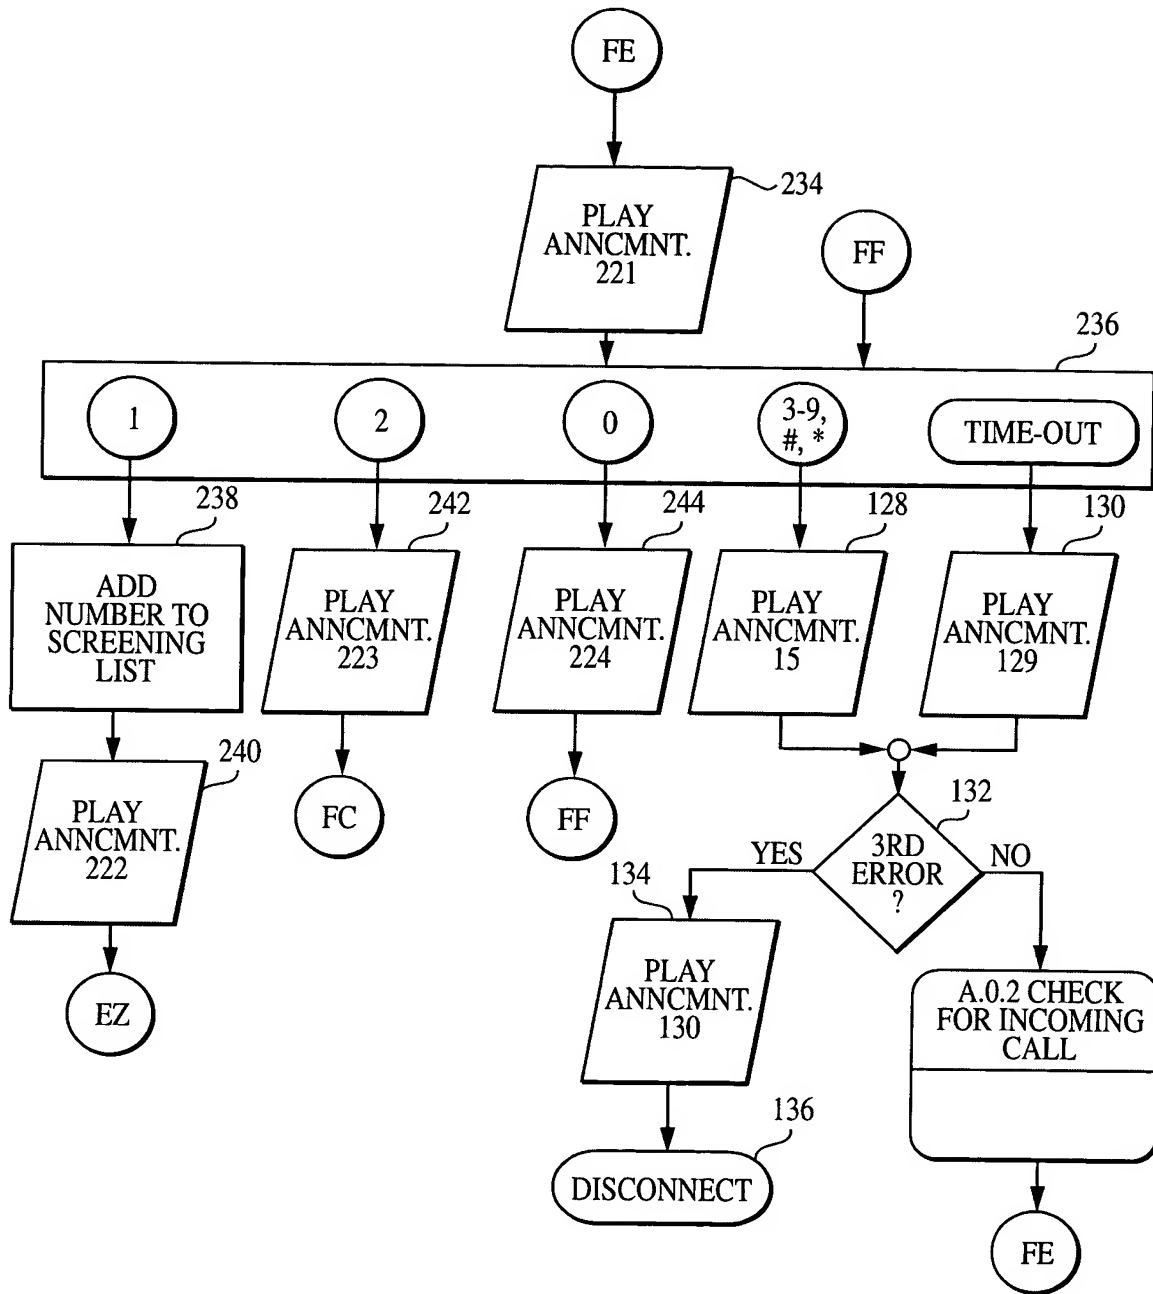 FE
234
PLAY
ANNCMNT.
221
FF
236
1
2
0
3-9,
#, *
TIME-OUT
238
242
244
128
130
ADD
NUMBER TO
SCREENING
LIST
PLAY
ANNCMNT.
223
PLAY
ANNCMNT.
224
PLAY
ANNCMNT.
15
PLAY
ANNCMNT.
129
240
PLAY
ANNCMNT.
222
FC
FF
132
3RD
ERROR
?
YES
NO
134
PLAY
ANNCMNT.
130
A.0.2 CHECK
FOR INCOMING
CALL
EZ
136
DISCONNECT
FE